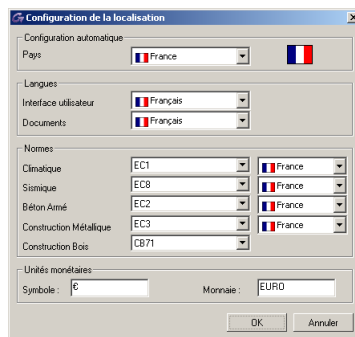 Configuration de la localisation
Configuration automatique
Pays France
Langues
Interface utilisateur Français
Documents Français
Normes
Climatique EC1 France
Sismique EC8 France
Béton Armé EC2 France
Construction Métallique EC3 France
Construction Bois CB71
Unités monétaires
Symbole : € Monnaie : EURO
OK Annuler